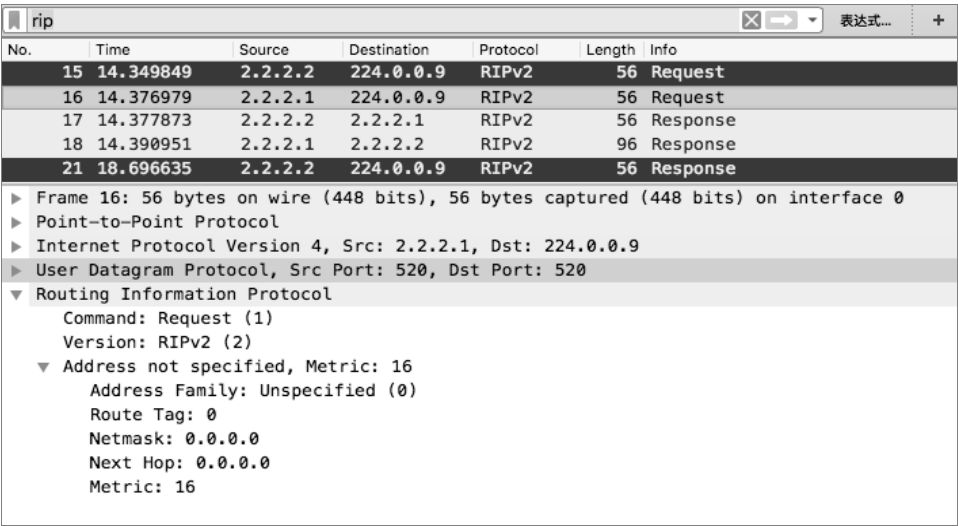 rip 表达式... +
No. Time Source Destination Protocol Length Info
15 14.349849 2.2.2.2 224.0.0.9 RIPv2 56 Request
16 14.376979 2.2.2.1 224.0.0.9 RIPv2 56 Request
17 14.377873 2.2.2.2 2.2.2.1 RIPv2 56 Response
18 14.390951 2.2.2.1 2.2.2.2 RIPv2 96 Response
21 18.696635 2.2.2.2 224.0.0.9 RIPv2 56 Response
Frame 16: 56 bytes on wire (448 bits), 56 bytes captured (448 bits) on interface 0
Point-to-Point Protocol
Internet Protocol Version 4, Src: 2.2.2.1, Dst: 224.0.0.9
User Datagram Protocol, Src Port: 520, Dst Port: 520
Routing Information Protocol
Command: Request (1)
Version: RIPv2 (2)
Address not specified, Metric: 16
Address Family: Unspecified (0)
Route Tag: 0
Netmask: 0.0.0.0
Next Hop: 0.0.0.0
Metric: 16